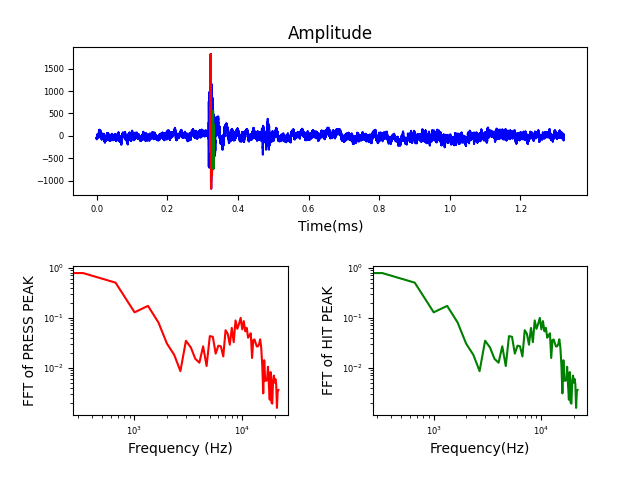 Amplitude
1500
1000
500
0
−500
−1000
0.0 0.2 0.4 0.6 0.8 1.0 1.2
Time(ms)
FFT of PRESS PEAK
10⁰
10⁻¹
10⁻²
10³ 10⁴
Frequency (Hz)
FFT of HIT PEAK
10⁰
10⁻¹
10⁻²
10³ 10⁴
Frequency(Hz)